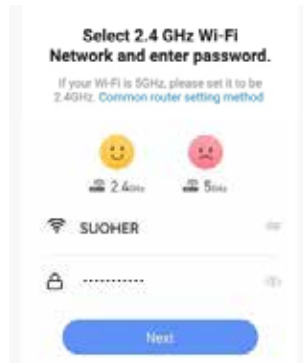 Select 2.4 GHz Wi-Fi
Network and enter password.
If your Wi-Fi is 5GHz, please set it to be
2.4GHz. Common router setting method
2.4GHz
5GHz
SUOHER
-----------
Next